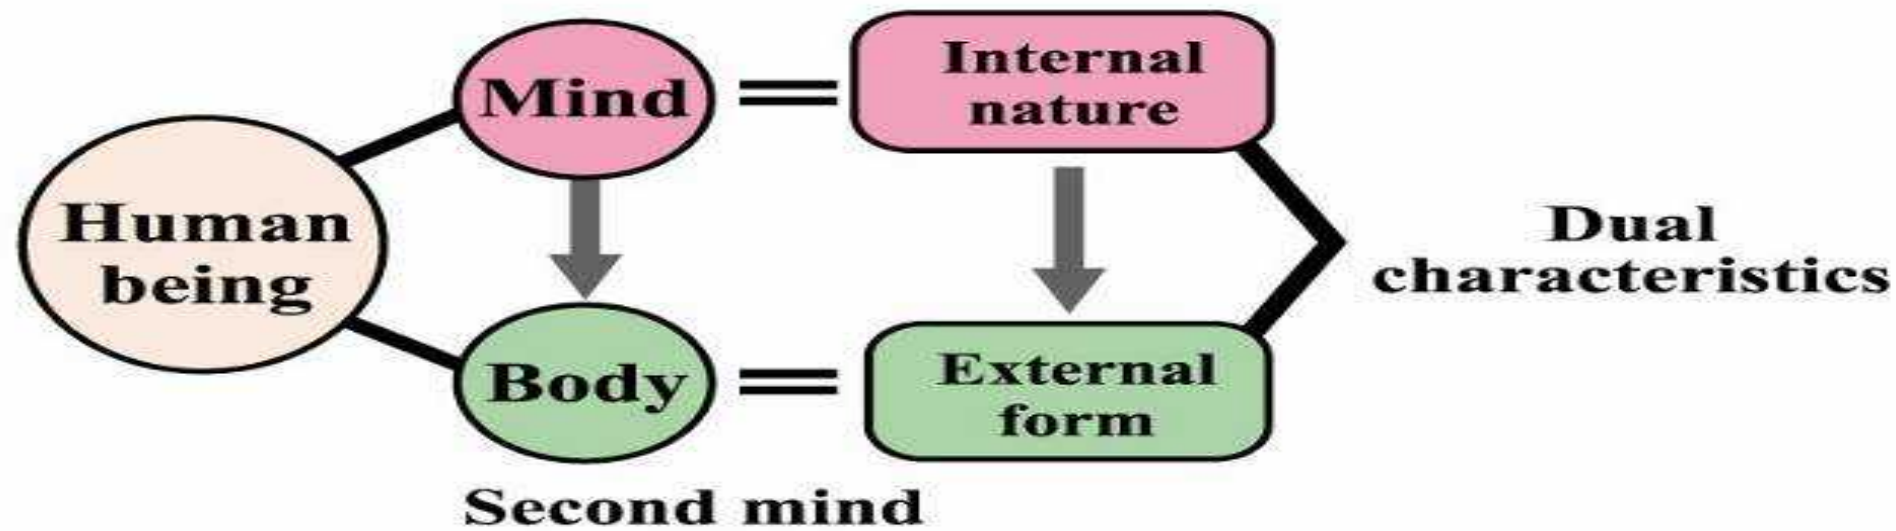 Mind
Internal
nature
Human
being
Dual
characteristics
Body
External
form
Second mind